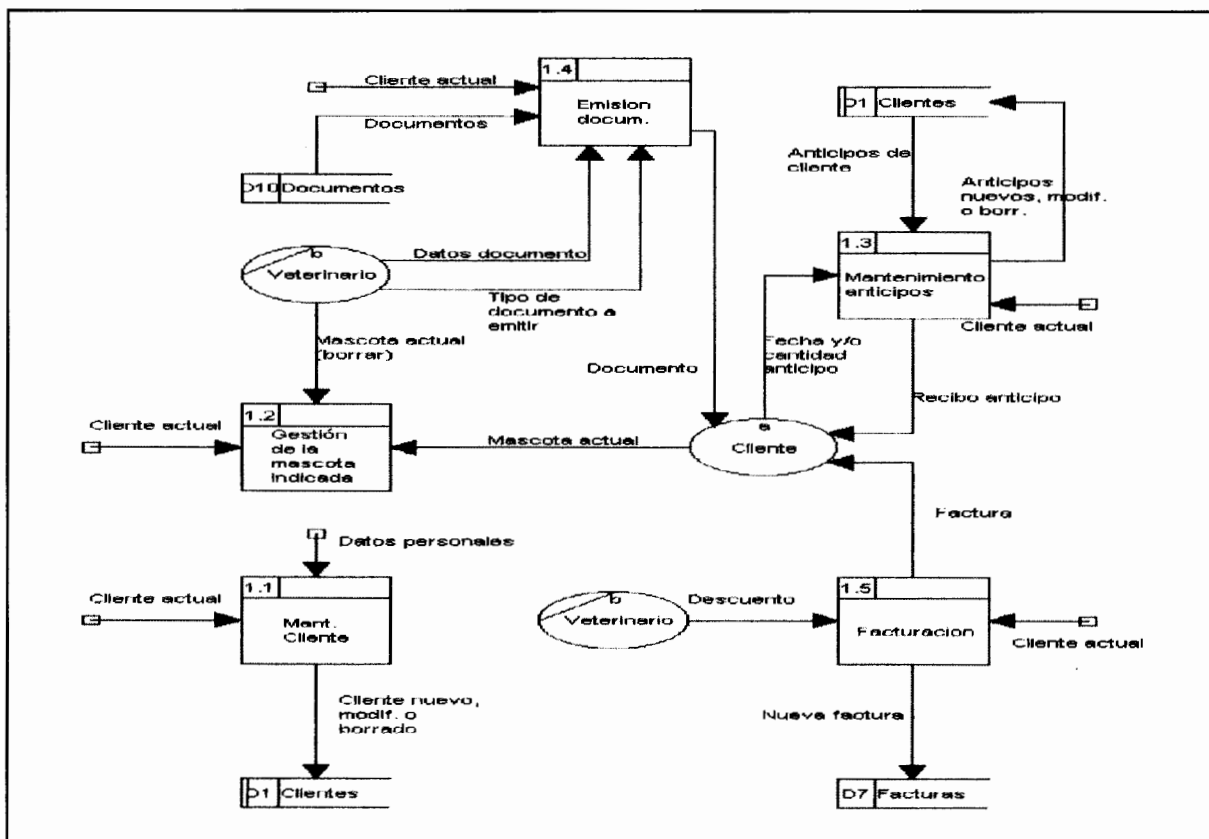 Cliente actual
1.4
Emision
docum.
Documentos
D10 Documentos
D1 Clientes
Anticipos de
cliente
Anticipos
nuevos, modif.
o borr.
b
Veterinario
Datos documento
Tipo de
documento a
emitir
1.3
Mantenimiento
anticipos
Cliente actual
Mascota actual
(borrar)
Documento
Fecha y/o
cantidad
anticipo
Recibo anticipo
Cliente actual
1.2
Gestión
de la
mascota
indicada
Mascota actual
a
Cliente
Factura
Datos personales
Cliente actual
1.1
Mant.
Cliente
b
Veterinario
Descuento
1.5
Facturacion
Cliente actual
Cliente nuevo,
modif. o
borrado
Nueva factura
D1 Clientes
D7 Facturas